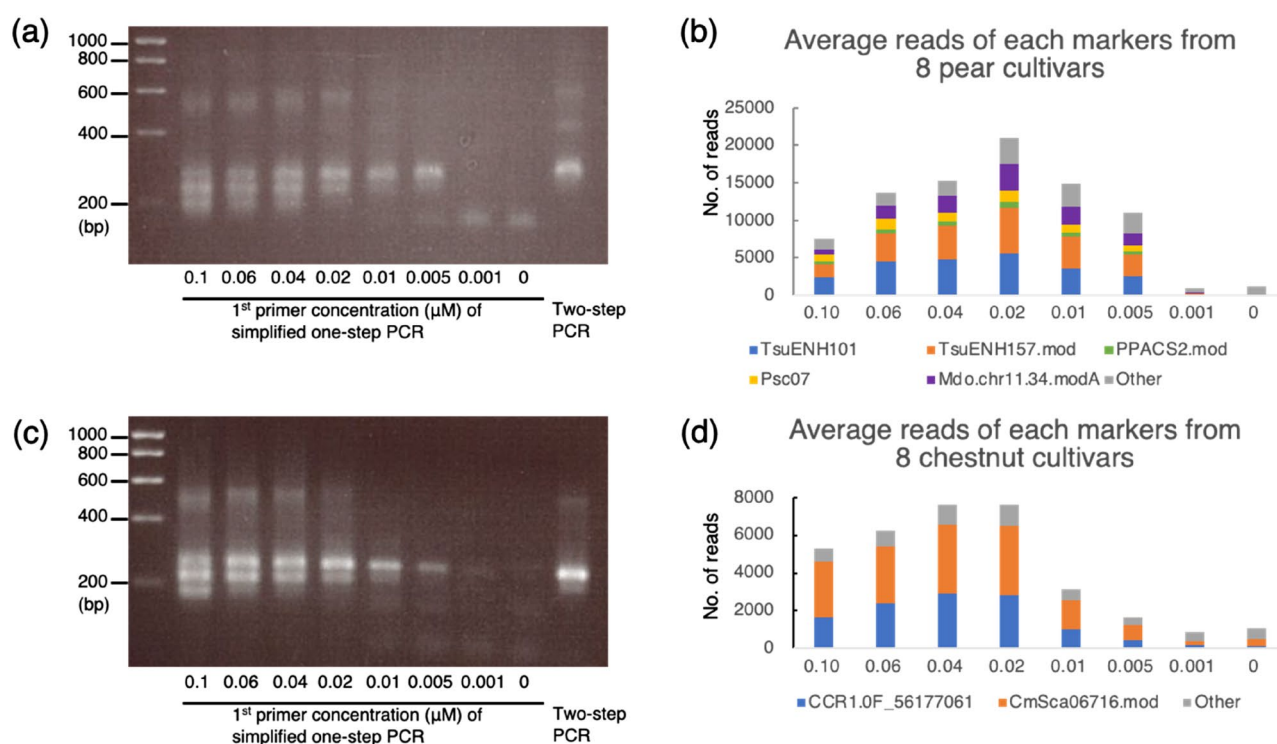 (a)
1000
800
600
400
200
(bp)
0.1 0.06 0.04 0.02 0.01 0.005 0.001 0
1st primer concentration (µM) of
simplified one-step PCR
Two-step
PCR
(b)
Average reads of each markers from
8 pear cultivars
No. of reads
25000
20000
15000
10000
5000
0
0.10 0.06 0.04 0.02 0.01 0.005 0.001 0
TsuENH101 TsuENH157.mod PPACS2.mod
Psc07 Mdo.chr11.34.modA Other
(c)
1000
800
600
400
200
(bp)
0.1 0.06 0.04 0.02 0.01 0.005 0.001 0
1st primer concentration (µM) of
simplified one-step PCR
Two-step
PCR
(d)
Average reads of each markers from
8 chestnut cultivars
No. of reads
8000
6000
4000
2000
0
0.10 0.06 0.04 0.02 0.01 0.005 0.001 0
CCR1.0F_56177061 CmSca06716.mod Other